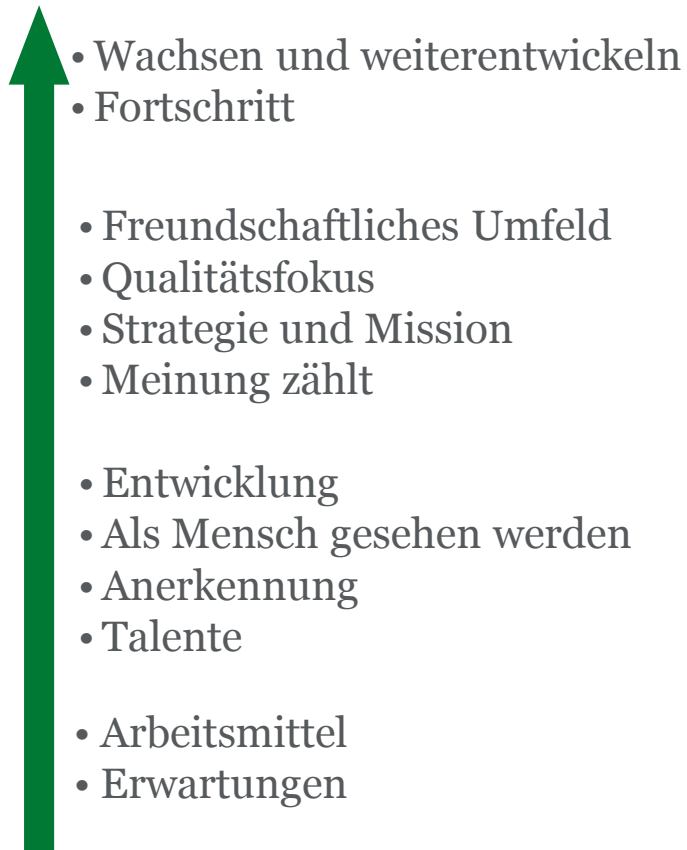 • Wachsen und weiterentwickeln
• Fortschritt
• Freundschaftliches Umfeld
• Qualitätsfokus
• Strategie und Mission
• Meinung zählt
• Entwicklung
• Als Mensch gesehen werden
• Anerkennung
• Talente
• Arbeitsmittel
• Erwartungen